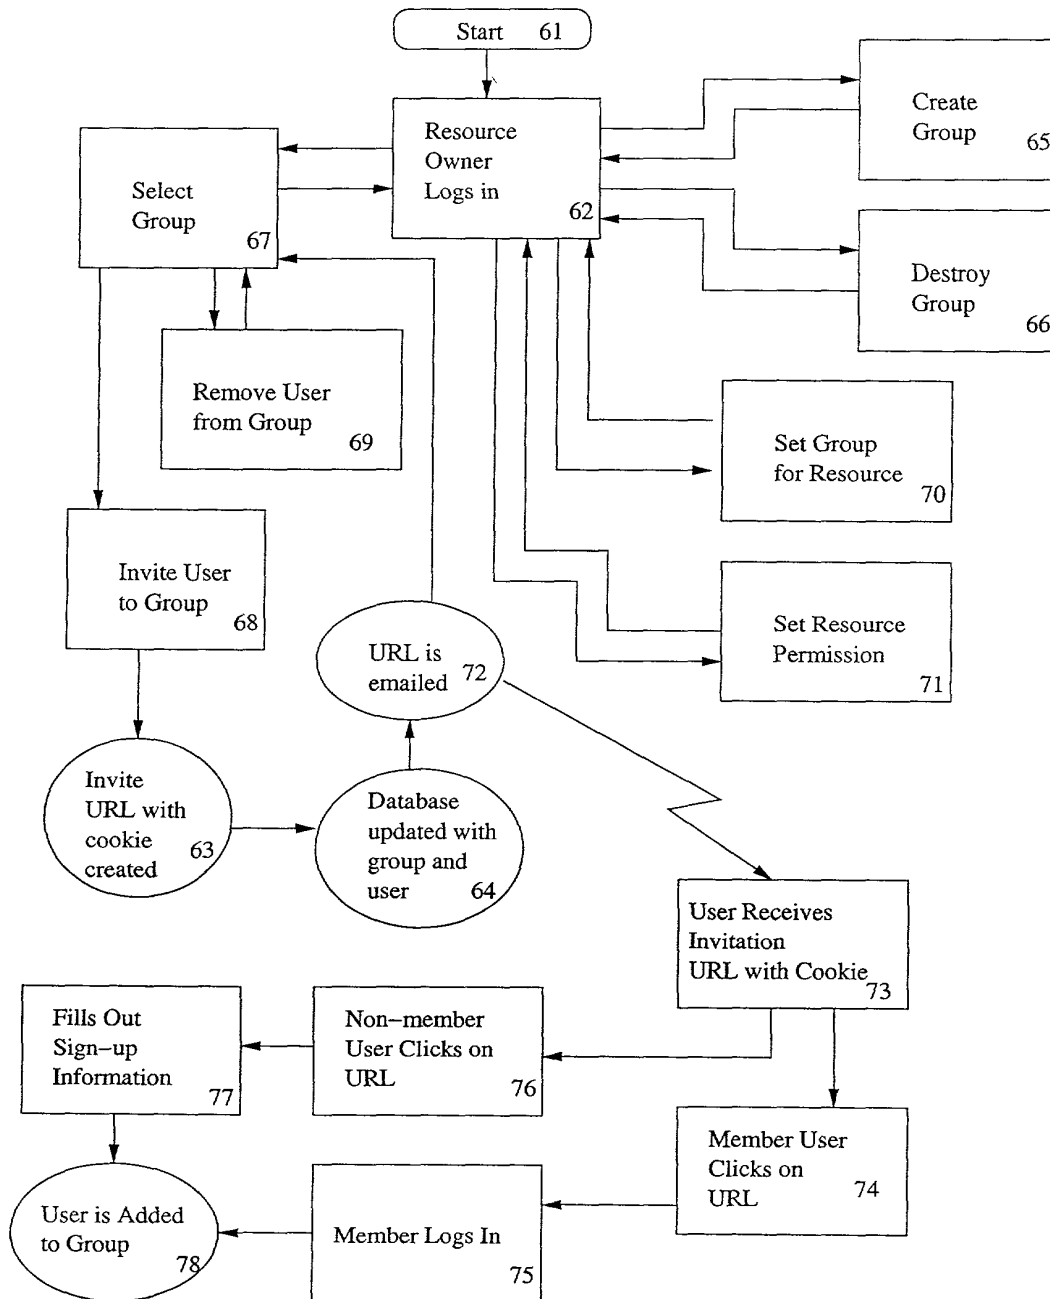 Start 61
Resource
Owner
Logs in
62
Create
Group
65
Select
Group
67
Destroy
Group
66
Remove User
from Group
69
Set Group
for Resource
70
Invite User
to Group
68
Set Resource
Permission
71
URL is
emailed
72
Invite
URL with
cookie
created
63
Database
updated with
group and
user
64
User Receives
Invitation
URL with Cookie
73
Fills Out
Sign-up
Information
77
Non-member
User Clicks on
URL
76
Member User
Clicks on
URL
74
User is Added
to Group
78
Member Logs In
75